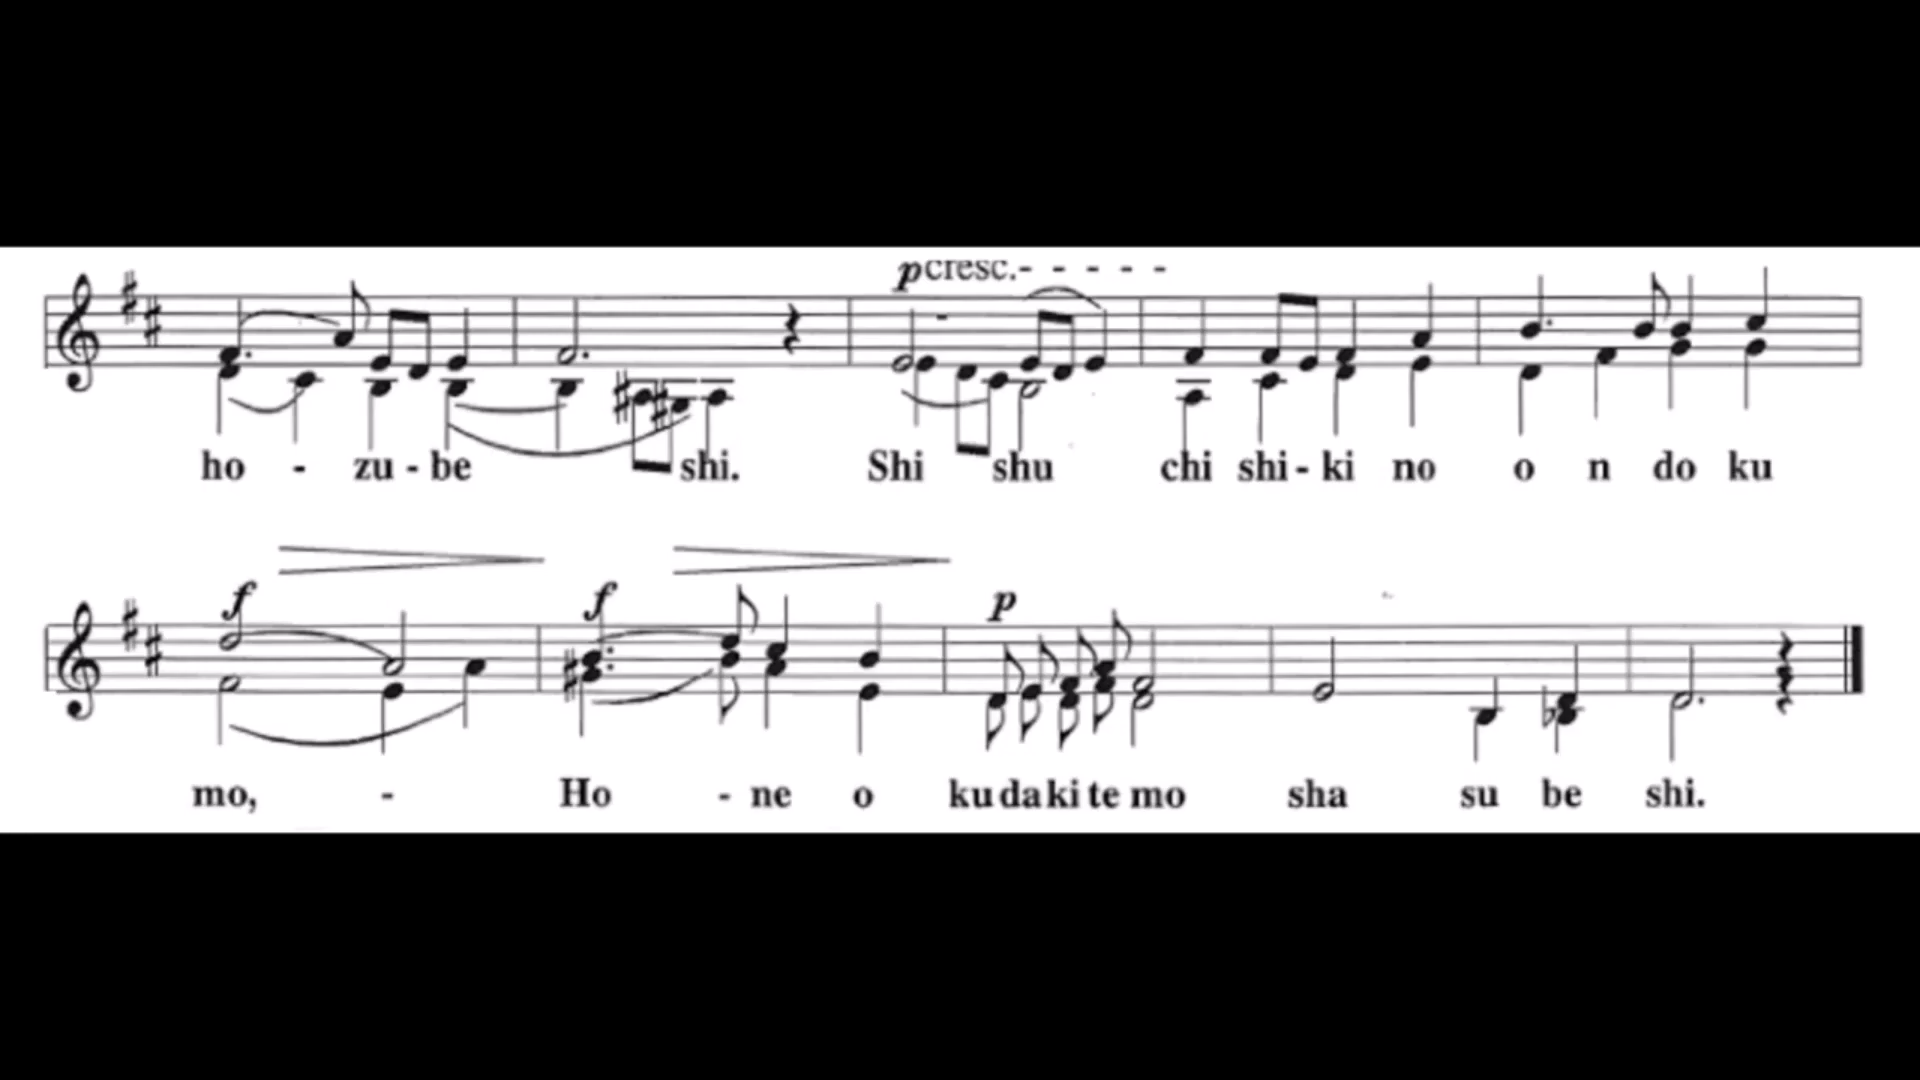 p cresc. - - - - -
ho - zu - be shi. Shi shu chi shi - ki no o n do ku
f f p
mo, - Ho - ne o ku da ki te mo sha su be shi.